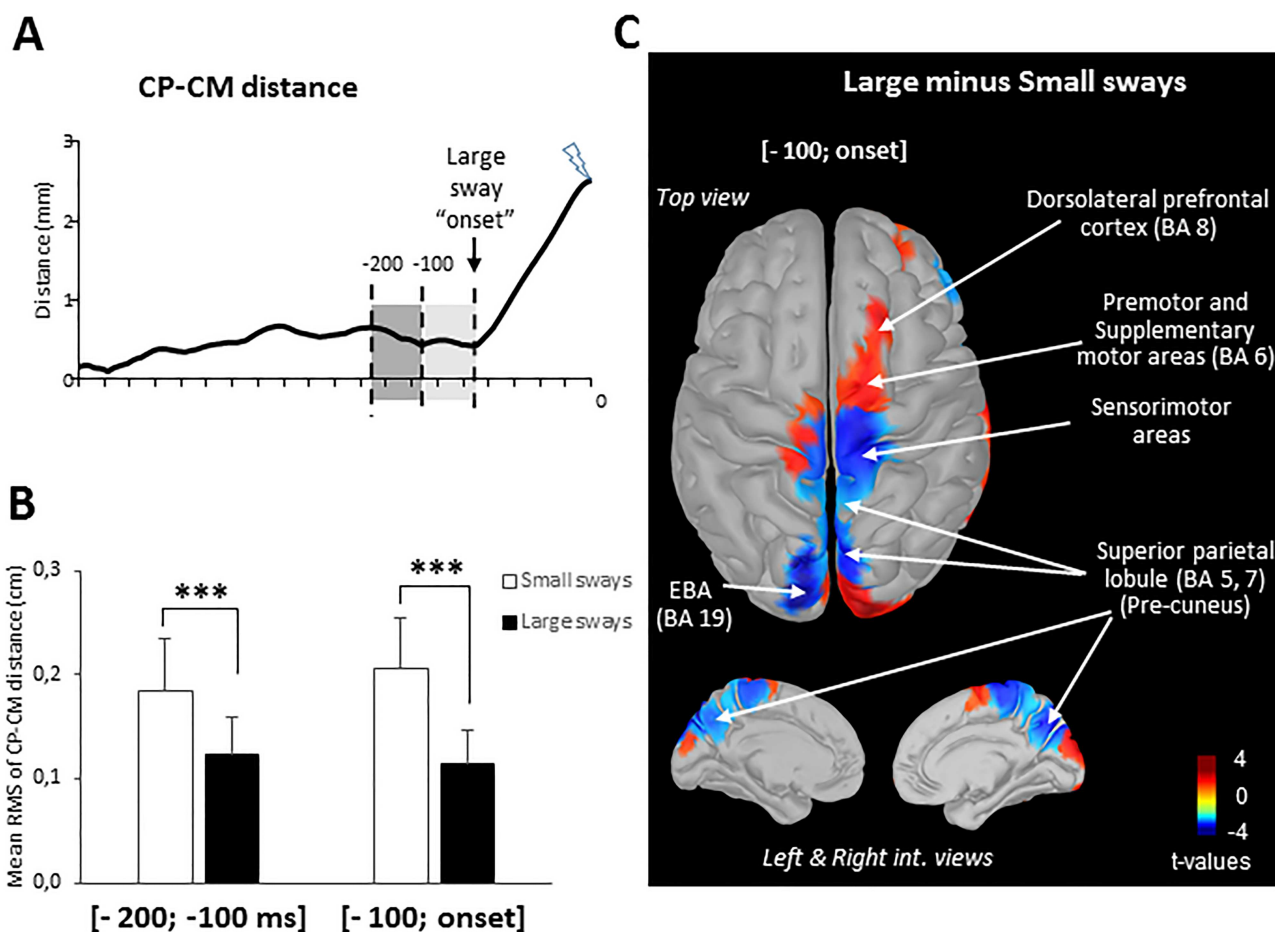 A
CP-CM distance
3
2
1
0
Distance (mm)
Large
sway
“onset”
-200
-100
0
B
Mean RMS of CP-CM distance (cm)
0,3
0,2
0,1
0,0
***
***
Small sways
Large sways
[- 200; -100 ms]
[- 100; onset]
C
Large minus Small sways
[- 100; onset]
Top view
Dorsolateral prefrontal
cortex (BA 8)
Premotor and
Supplementary
motor areas (BA 6)
Sensorimotor
areas
Superior parietal
lobule (BA 5, 7)
(Pre-cuneus)
EBA
(BA 19)
Left & Right int. views
4
0
-4
t-values